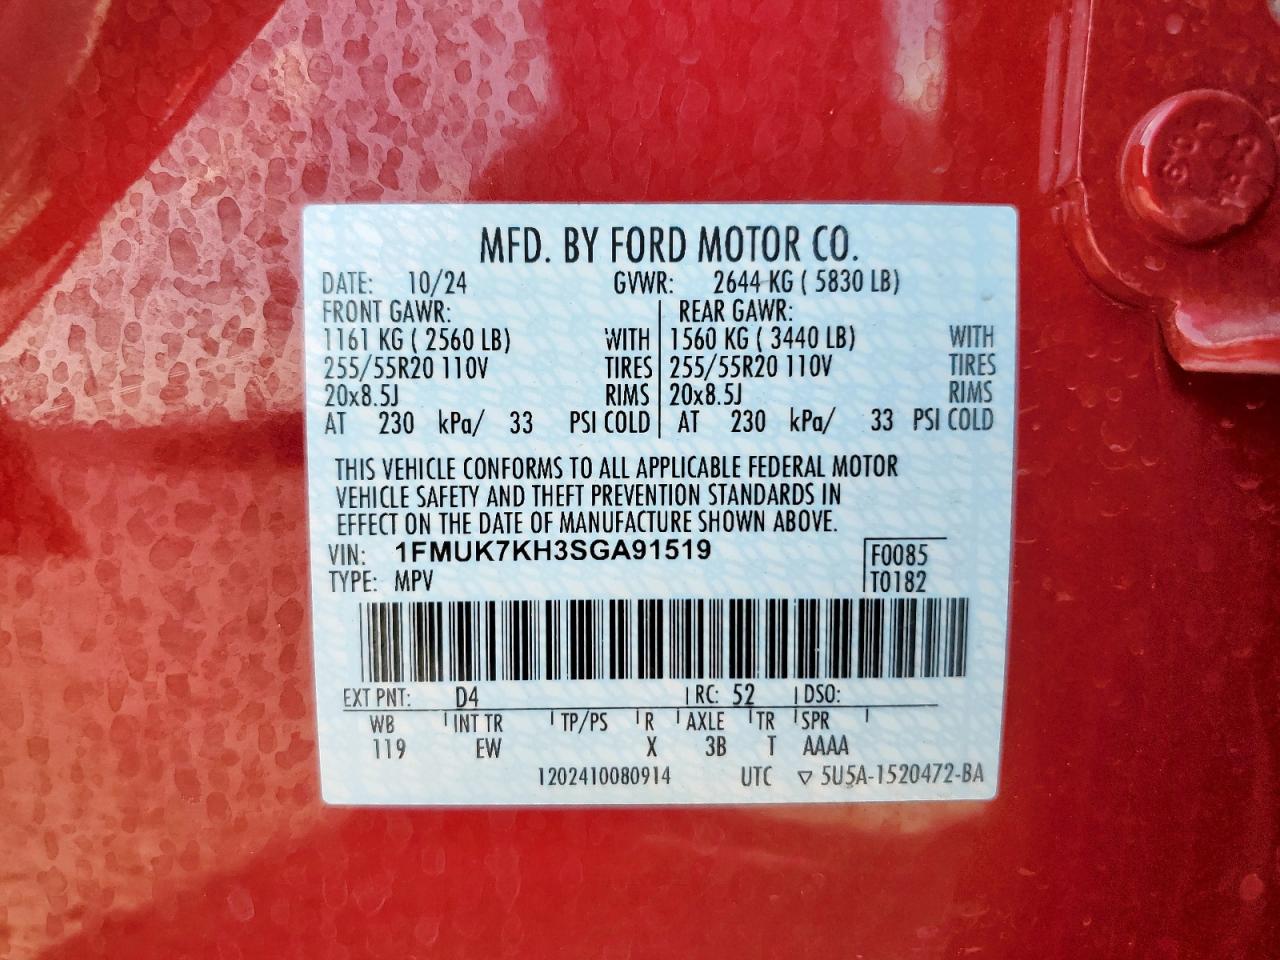 MFD. BY FORD MOTOR CO.
DATE: 10/24 GVWR: 2644 KG ( 5830 LB)
FRONT GAWR: REAR GAWR:
1161 KG ( 2560 LB) WITH 1560 KG ( 3440 LB) WITH
255/55R20 110V TIRES 255/55R20 110V TIRES
20x8.5J RIMS 20x8.5J RIMS
AT 230 kPa/ 33 PSI COLD AT 230 kPa/ 33 PSI COLD
THIS VEHICLE CONFORMS TO ALL APPLICABLE FEDERAL MOTOR
VEHICLE SAFETY AND THEFT PREVENTION STANDARDS IN
EFFECT ON THE DATE OF MANUFACTURE SHOWN ABOVE.
VIN: 1FMUK7KH3SGA91519 F0085
TYPE: MPV T0182
EXT PNT: D4 RC: 52 DSO:
WB INT TR TP/PS R AXLE TR SPR
119 EW X 3B T AAAA
1202410080914 UTC ▽ 5U5A-1520472-BA